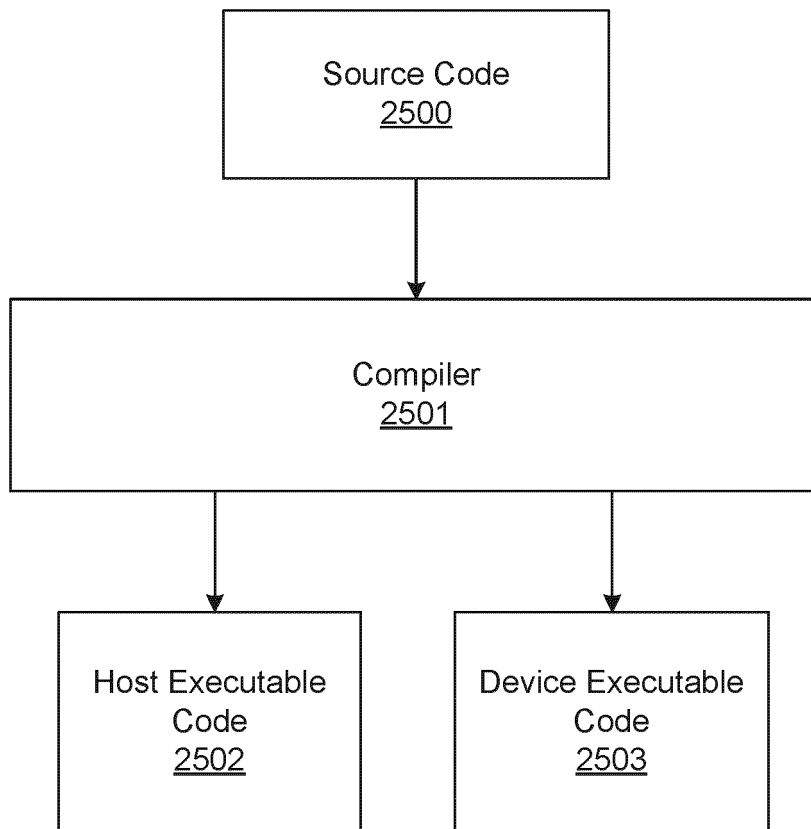 Source Code
2500
Compiler
2501
Host Executable
Code
2502
Device Executable
Code
2503